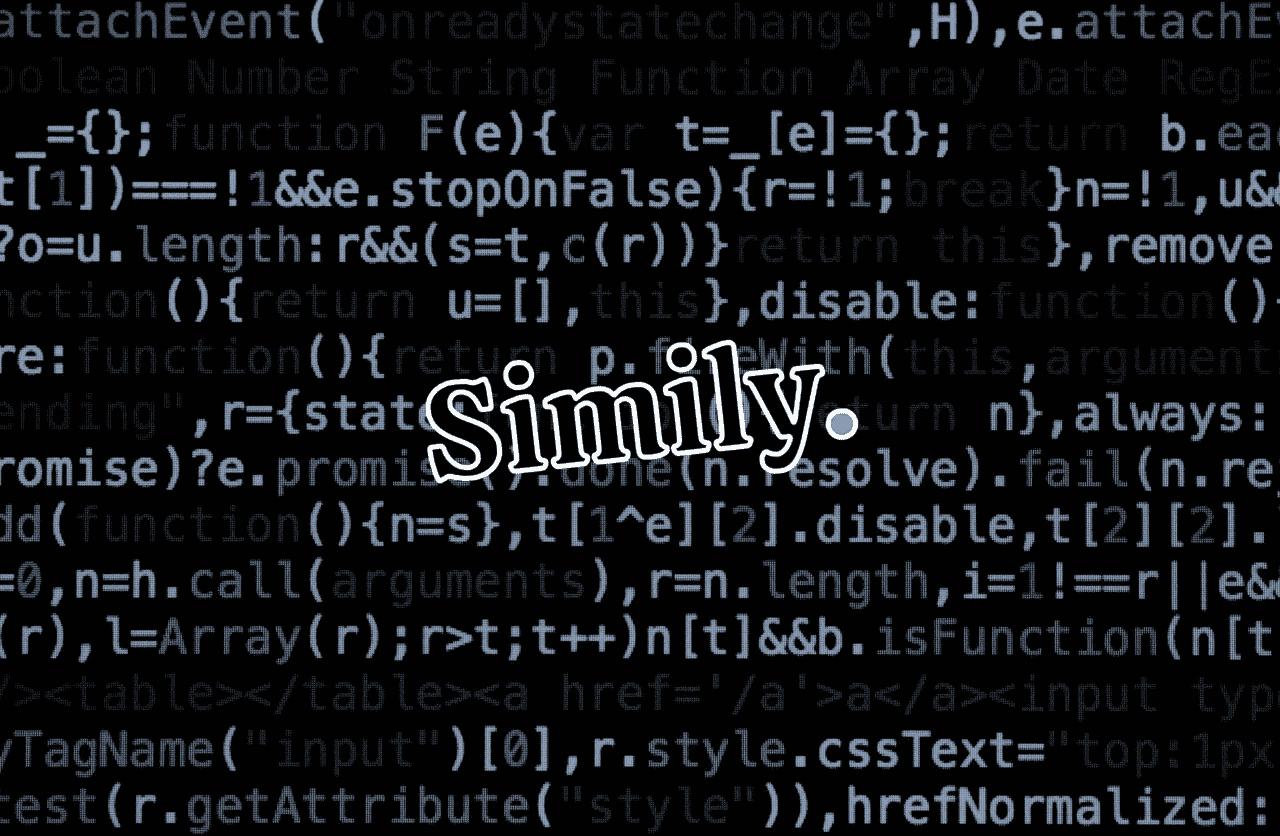 attachEvent("onreadystatechange",H),e.attachE
oolean Number String Function Array Date RegE
_={};function F(e){var t=_[e]={};return b.ea
t[1])===!1&&e.stopOnFalse){r=!1;break}n=!1,u&
?o=u.length:r&&(s=t,c(r))}return this},remove
nction(){return u=[],this},disable:function()
re:function(){return p.fireWith(this,argument
ending",r={state: return n},always:
Simily.
romise)?e.promise().done(n.resolve).fail(n.re
dd(function(){n=s},t[1^e][2].disable,t[2][2].
=0,n=h.call(arguments),r=n.length,i=1!==r||e&
(r),l=Array(r);r>t;t++)n[t]&&b.isFunction(n[t
/><table></table><a href='/a'>a</a><input typ
yTagName("input")[0],r.style.cssText="top:1px
test(r.getAttribute("style")),hrefNormalized: